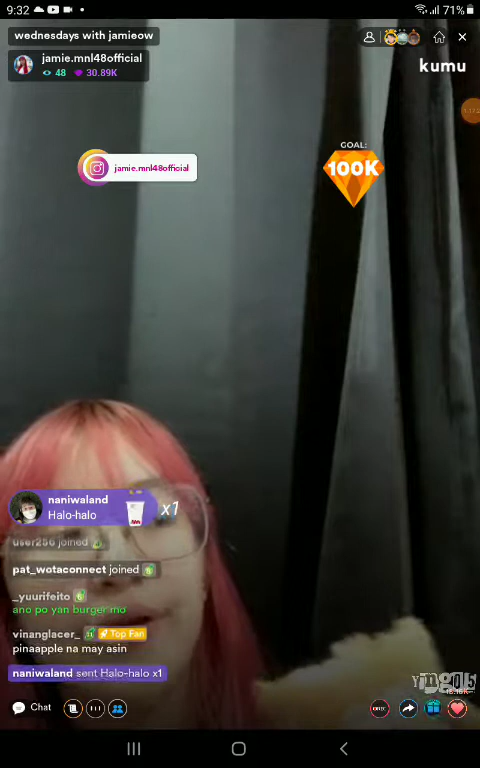 9:32
71%
wednesdays with jamieow
jamie.mnl48official
48 30.89K
kumu
GOAL:
100K
jamie.mnl48official
naniwaland
Halo-halo
x1
user256 joined
pat_wotaconnect joined
_yuurifeito
ano po yan burger mo
vinanglacer_ Top Fan
pinaapple na may asin
naniwaland sent Halo-halo x1
Chat